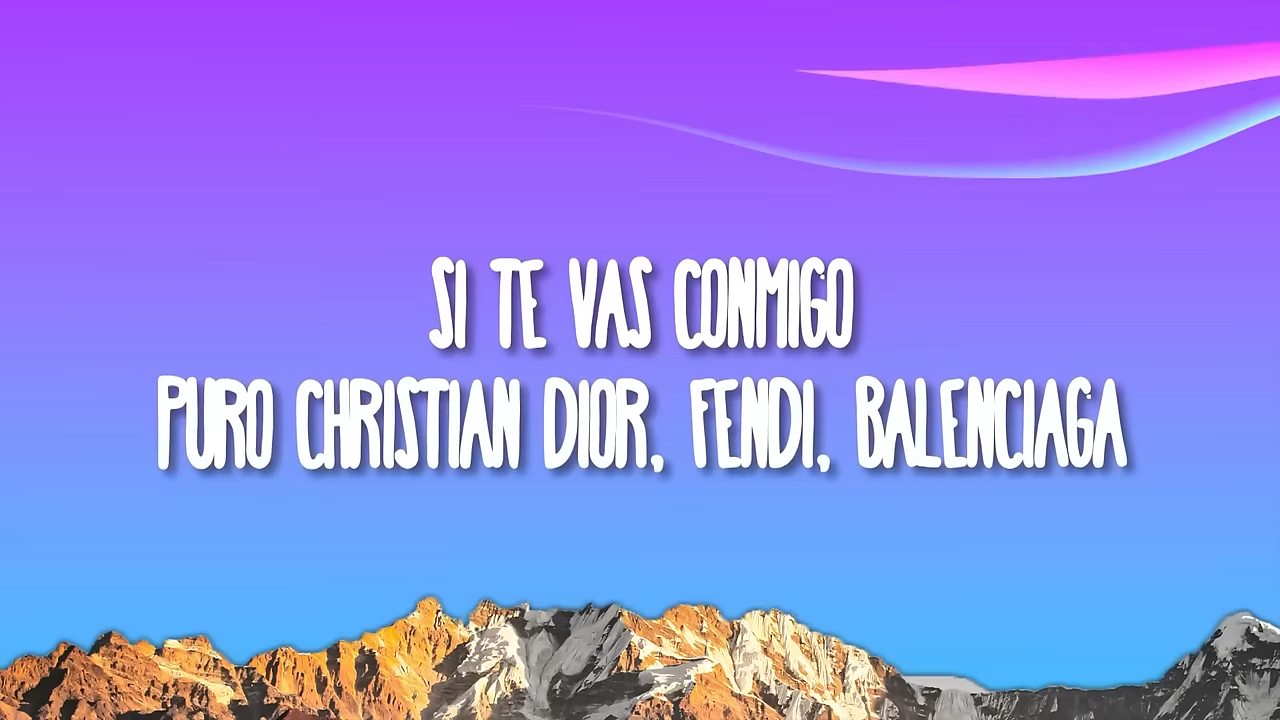 SI TE VAS CONMIGO
PURO CHRISTIAN DIOR, FENDI, BALENCIAGA